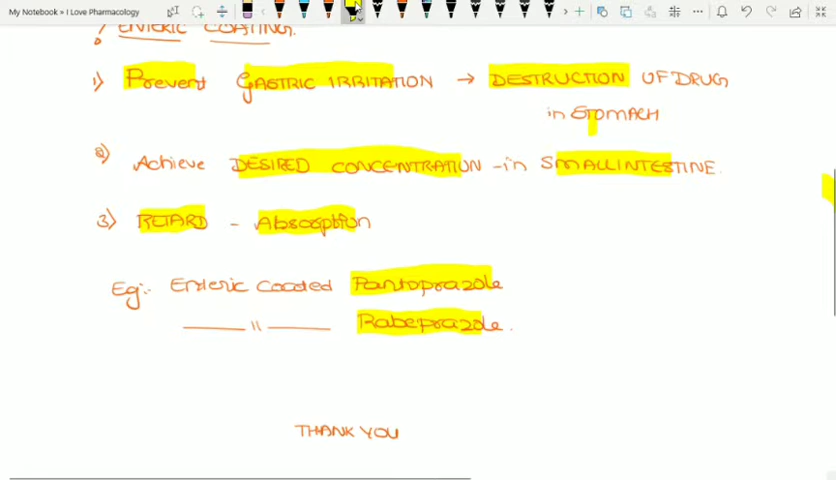 My Notebook > I Love Pharmacology
? ENTERIC COATING.
1) Prevent GASTRIC IRRITATION → DESTRUCTION OF DRUG
in STOMACH
2) Achieve DESIRED CONCENTRATION - in SMALL INTESTINE.
3) RETARD - Absorption
Eg:- Enteric Coated Pantoprazole
——— " ——— Rabeprazole.
THANK YOU